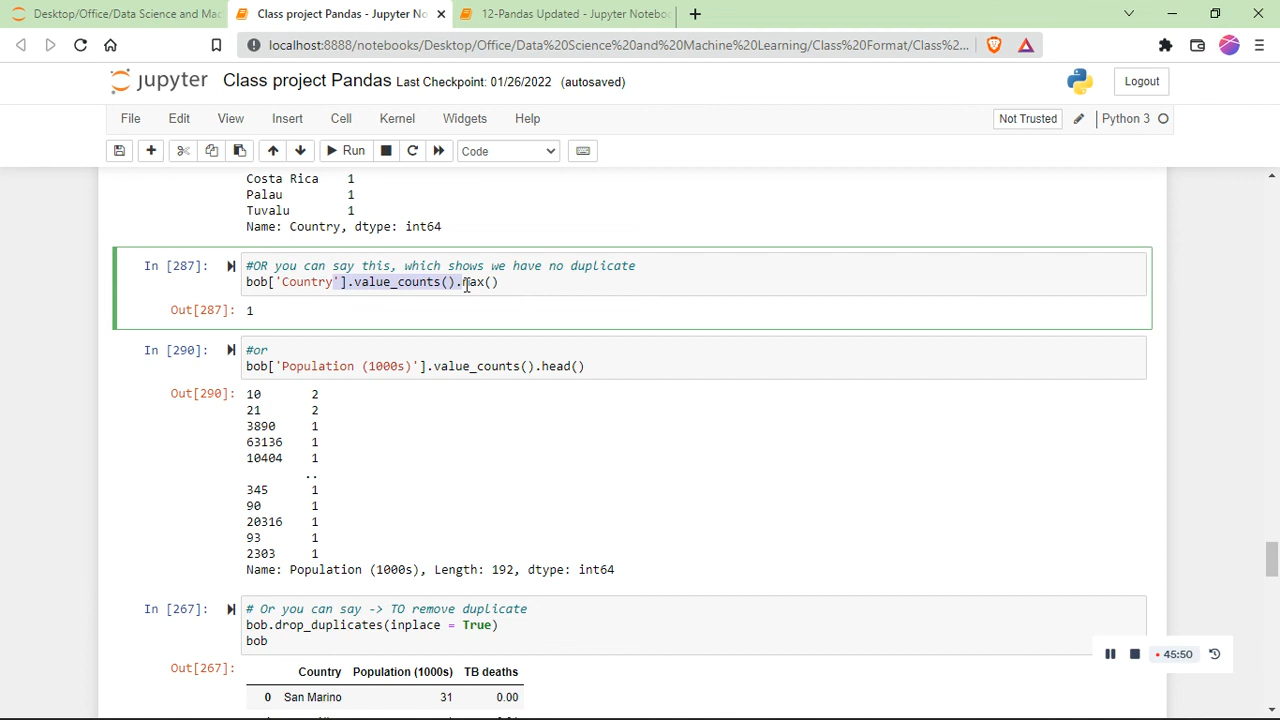 Desktop/Office/Data Science and Mac
Class project Pandas - Jupyter No
12-Pandas Updated - Jupyter Noteboo
localhost:8888/notebooks/Desktop/Office/Data%20Science%20and%20Machine%20Learning/Class%20Format/Class%2...
jupyter Class project Pandas Last Checkpoint: 01/26/2022 (autosaved)
Logout
File Edit View Insert Cell Kernel Widgets Help
Not Trusted
Python 3
Run
Code
Costa Rica 1
Palau 1
Tuvalu 1
Name: Country, dtype: int64
In [287]: #OR you can say this, which shows we have no duplicate
bob['Country'].value_counts().max()
Out[287]: 1
In [290]: #or
bob['Population (1000s)'].value_counts().head()
Out[290]: 10 2
21 2
3890 1
63136 1
10404 1
..
345 1
90 1
20316 1
93 1
2303 1
Name: Population (1000s), Length: 192, dtype: int64
In [267]: # Or you can say -> TO remove duplicate
bob.drop_duplicates(inplace = True)
bob
45:50
Out[267]: Country Population (1000s) TB deaths
0 San Marino 31 0.00